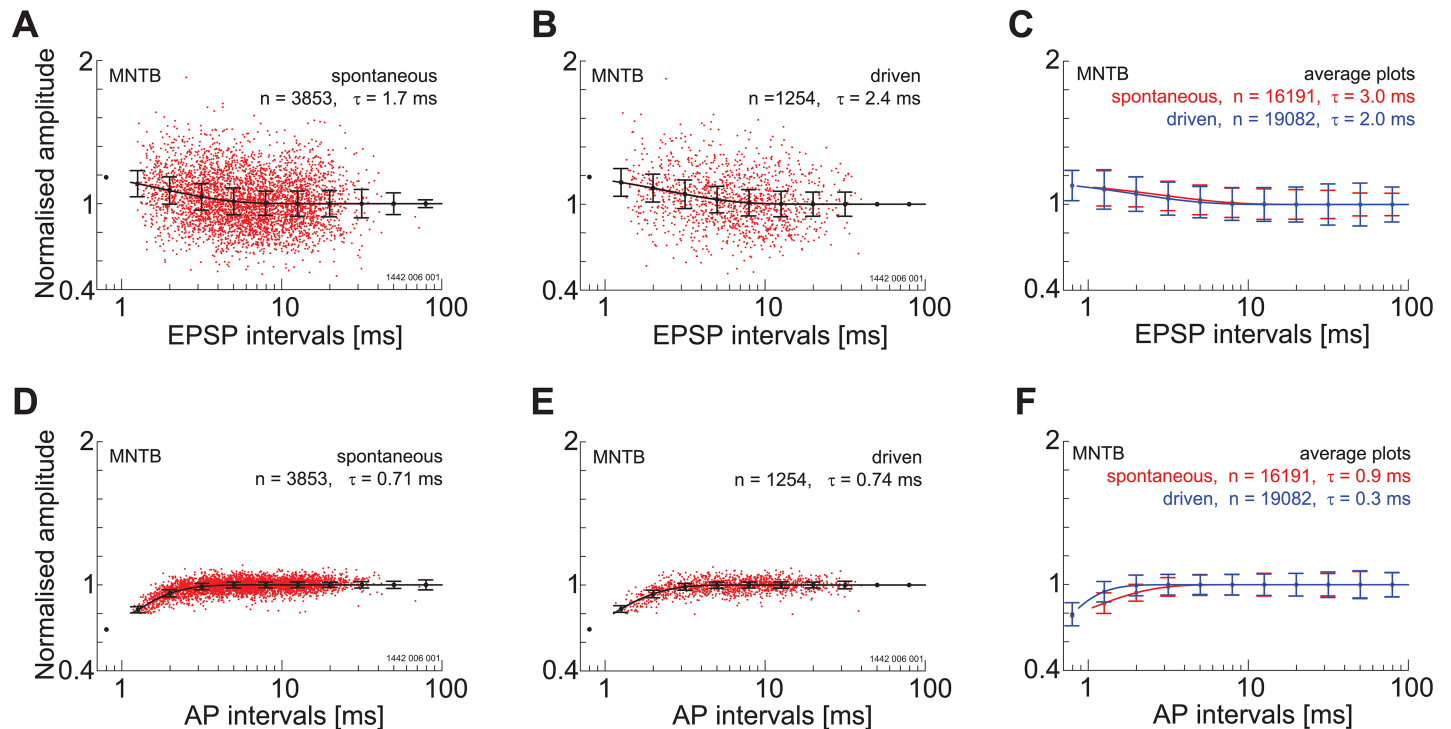 A
B
C
2
MNTB
spontaneous
n = 3853, τ = 1.7 ms
Normalised amplitude
1
0.4
1442 006 001
1
10
100
EPSP intervals [ms]
2
MNTB
driven
n =1254, τ = 2.4 ms
1
0.4
1442 006 001
1
10
100
EPSP intervals [ms]
2
MNTB
average plots
spontaneous, n = 16191, τ = 3.0 ms
driven, n = 19082, τ = 2.0 ms
1
0.4
1
10
100
EPSP intervals [ms]
D
E
F
2
MNTB
spontaneous
n = 3853, τ = 0.71 ms
Normalised amplitude
1
0.4
1442 006 001
1
10
100
AP intervals [ms]
2
MNTB
driven
n = 1254, τ = 0.74 ms
1
0.4
1442 006 001
1
10
100
AP intervals [ms]
2
MNTB
average plots
spontaneous, n = 16191, τ = 0.9 ms
driven, n = 19082, τ = 0.3 ms
1
0.4
1
10
100
AP intervals [ms]